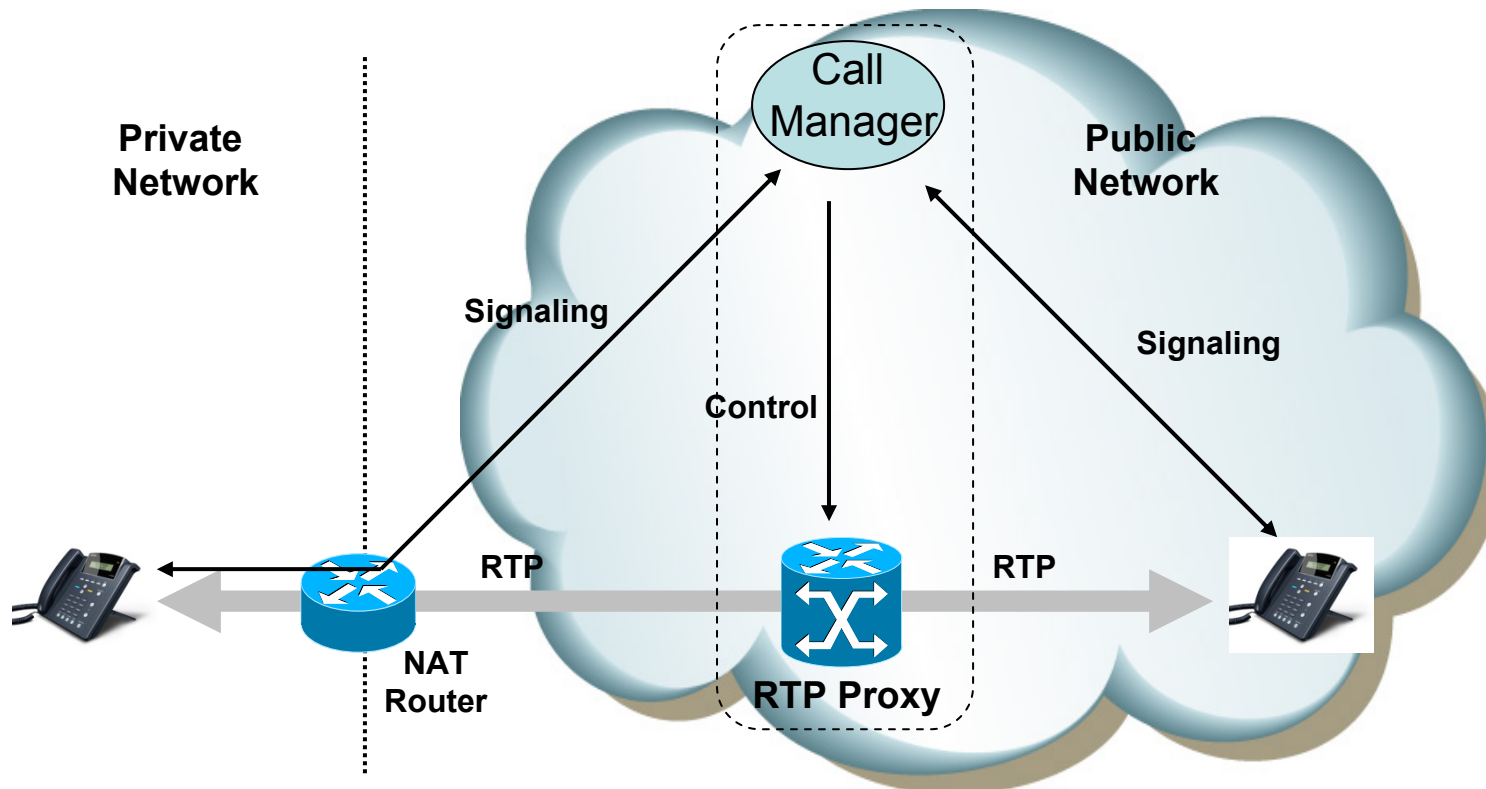 Call
Manager
Private
Network
Public
Network
Signaling
Signaling
Control
RTP
RTP
NAT
Router
RTP Proxy